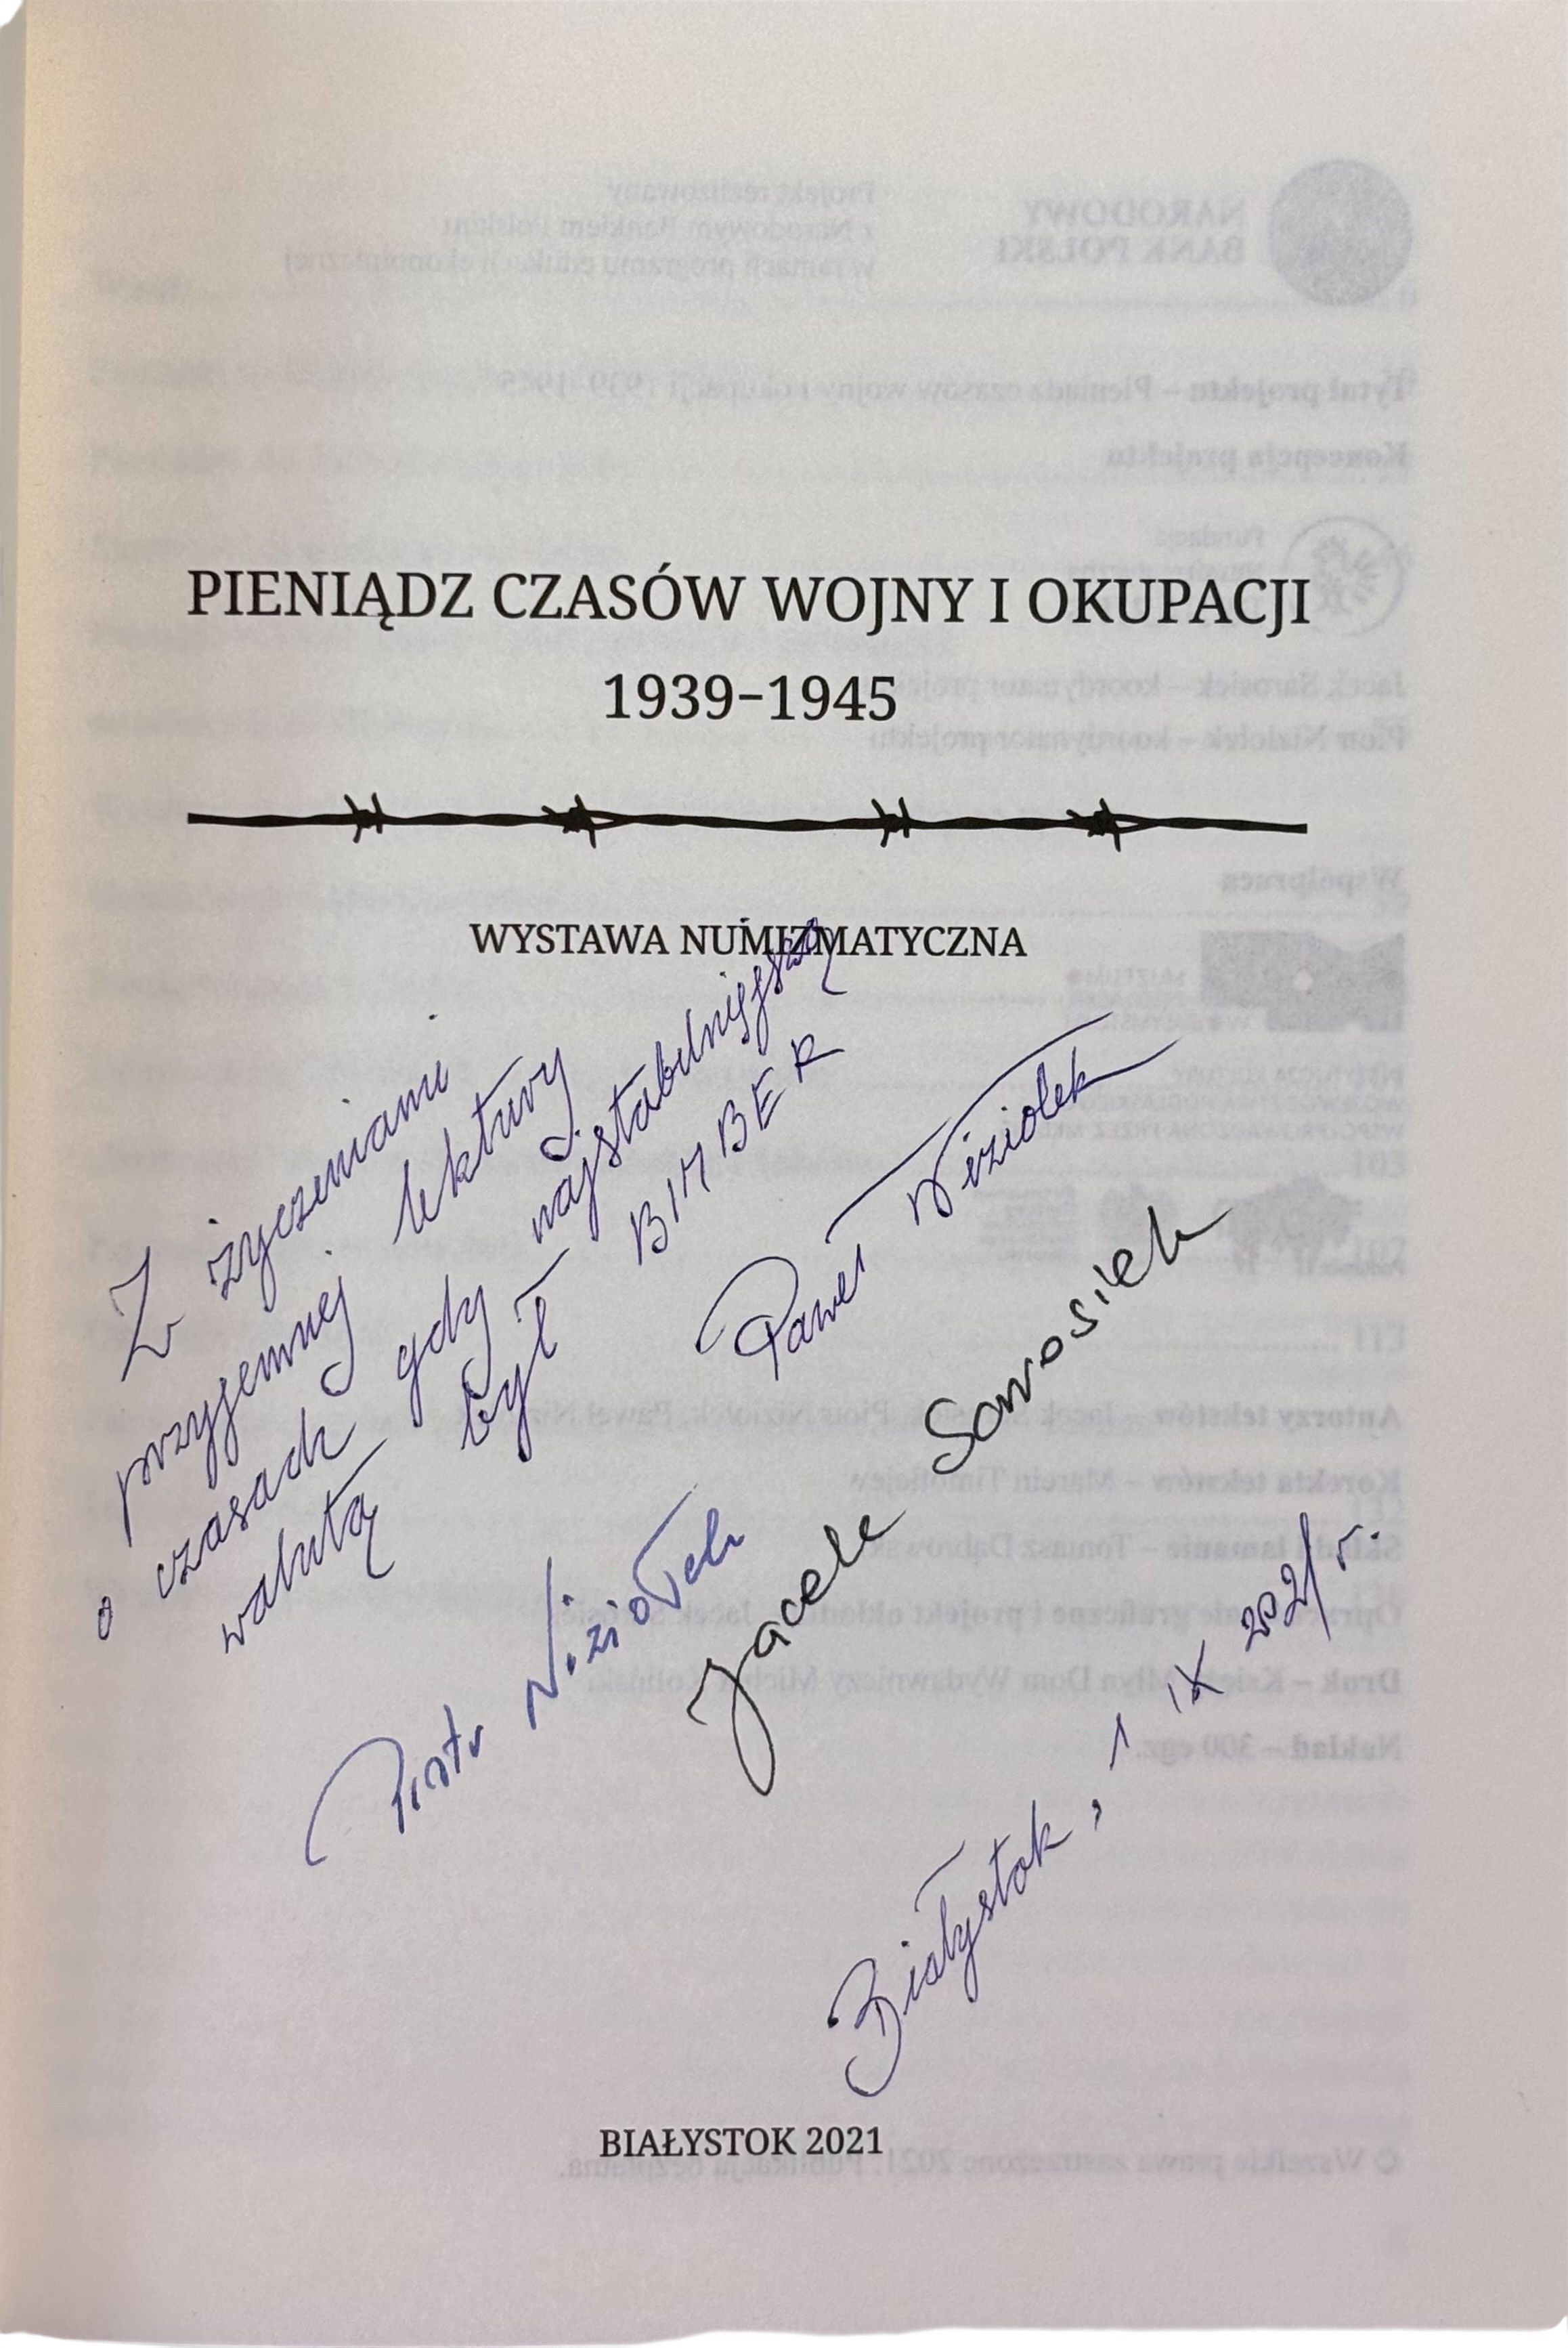 PIENIĄDZ CZASÓW WOJNY I OKUPACJI
1939–1945
WYSTAWA NUMIZMATYCZNA
Z życzeniami
przyjemnej lektury
o czasach gdy najstabilniejszą
walutą był BIMBER
Paweł Niziołek
Piotr Niziołek
Jacek Sarosiek
Białystok, 1 IX 2021 r.
BIAŁYSTOK 2021